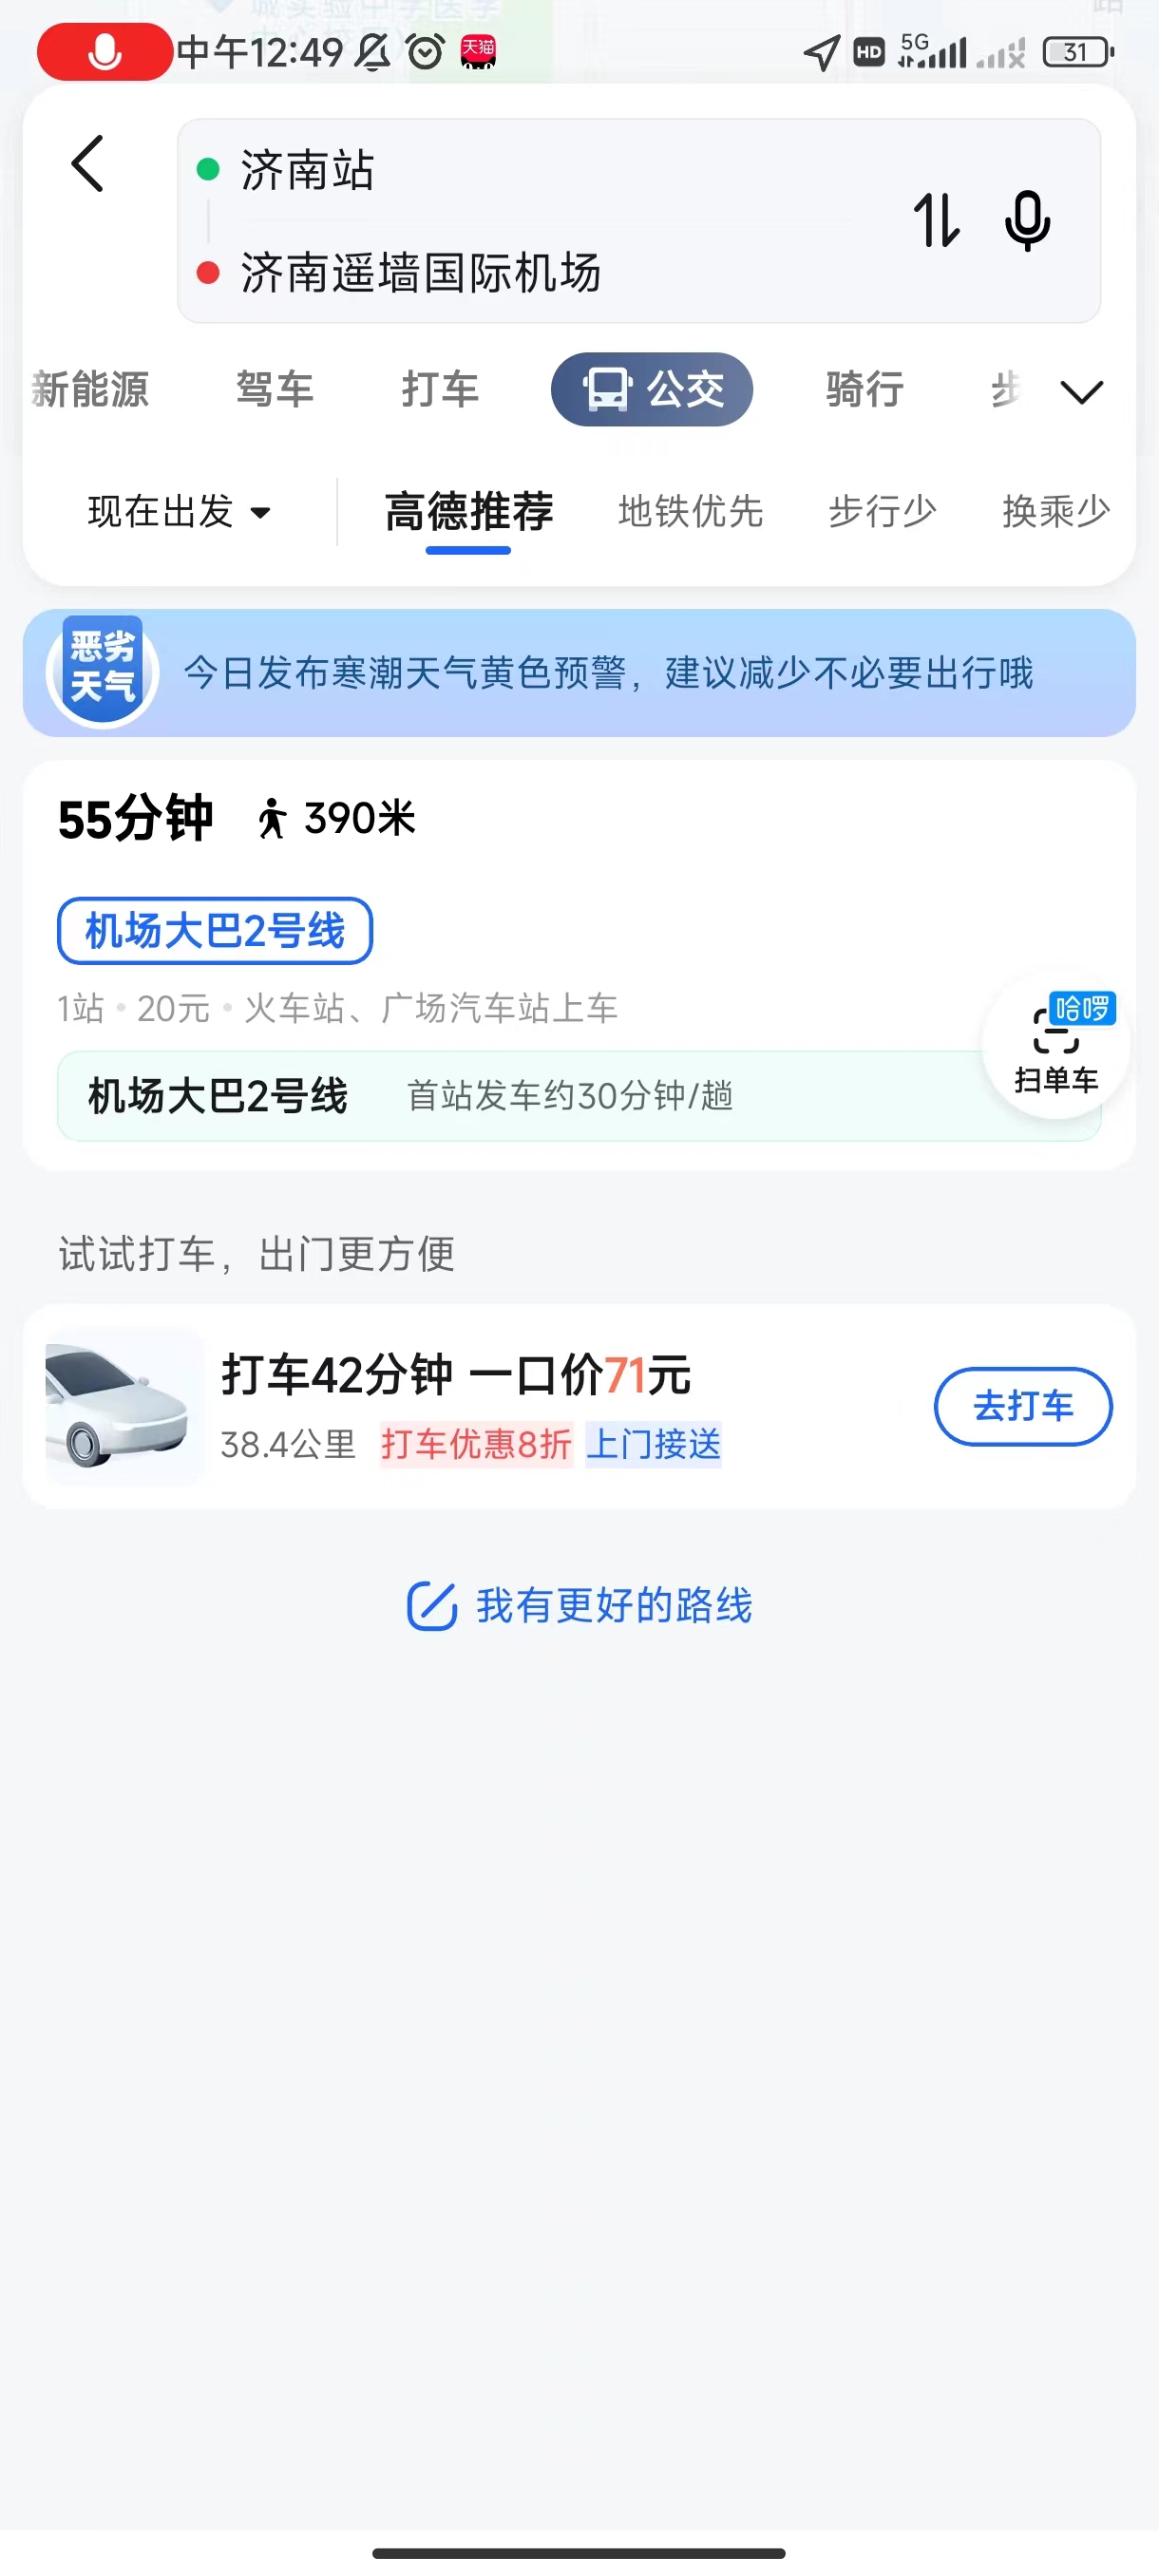 中午12:49 天猫 HD 5G 31
济南站
济南遥墙国际机场
新能源 驾车 打车 公交 骑行 步
现在出发 高德推荐 地铁优先 步行少 换乘少
恶劣
天气
今日发布寒潮天气黄色预警，建议减少不必要出行哦
55分钟 390米
机场大巴2号线
1站 • 20元 • 火车站、广场汽车站上车
哈啰
扫单车
机场大巴2号线 首站发车约30分钟/趟
试试打车，出门更方便
打车42分钟 一口价71元
38.4公里 打车优惠8折 上门接送
去打车
我有更好的路线